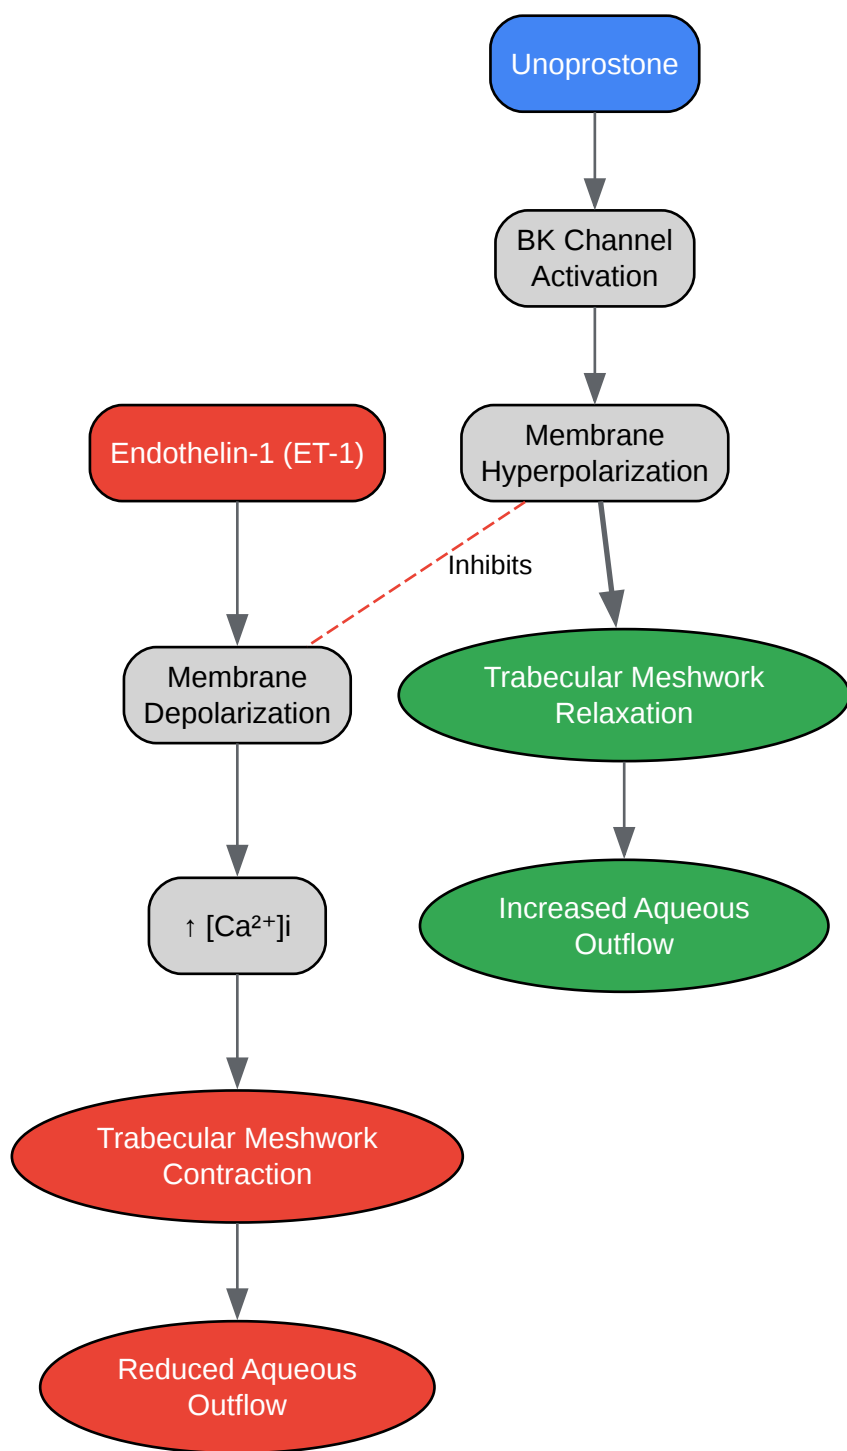 Unoprostone
BK Channel
Activation
Membrane
Hyperpolarization
Endothelin-1 (ET-1)
Inhibits
Membrane
Depolarization
Trabecular Meshwork
Relaxation
↑ [Ca²⁺]i
Increased Aqueous
Outflow
Trabecular Meshwork
Contraction
Reduced Aqueous
Outflow